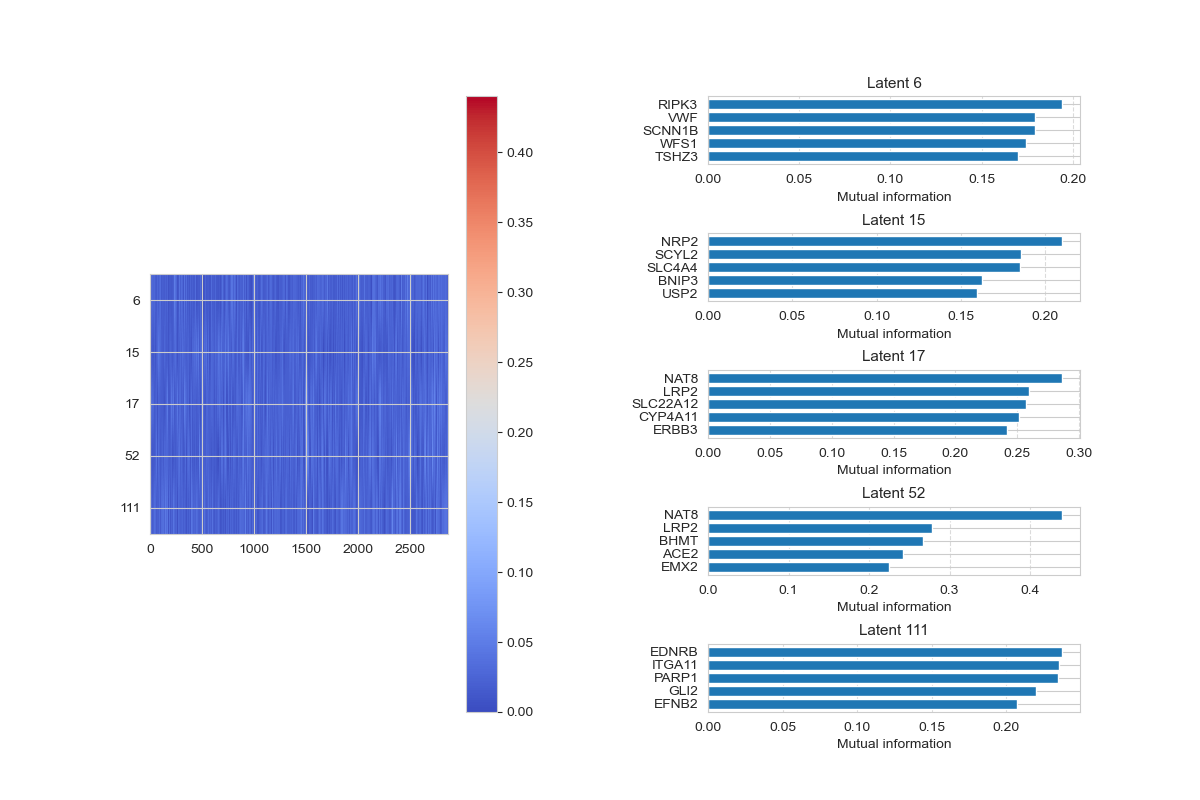 6
15
17
52
111
0 500 1000 1500 2000 2500
0.40
0.35
0.30
0.25
0.20
0.15
0.10
0.05
0.00
Latent 6
RIPK3
VWF
SCNN1B
WFS1
TSHZ3
0.00 0.05 0.10 0.15 0.20
Mutual information
Latent 15
NRP2
SCYL2
SLC4A4
BNIP3
USP2
0.00 0.05 0.10 0.15 0.20
Mutual information
Latent 17
NAT8
LRP2
SLC22A12
CYP4A11
ERBB3
0.00 0.05 0.10 0.15 0.20 0.25 0.30
Mutual information
Latent 52
NAT8
LRP2
BHMT
ACE2
EMX2
0.0 0.1 0.2 0.3 0.4
Mutual information
Latent 111
EDNRB
ITGA11
PARP1
GLI2
EFNB2
0.00 0.05 0.10 0.15 0.20
Mutual information